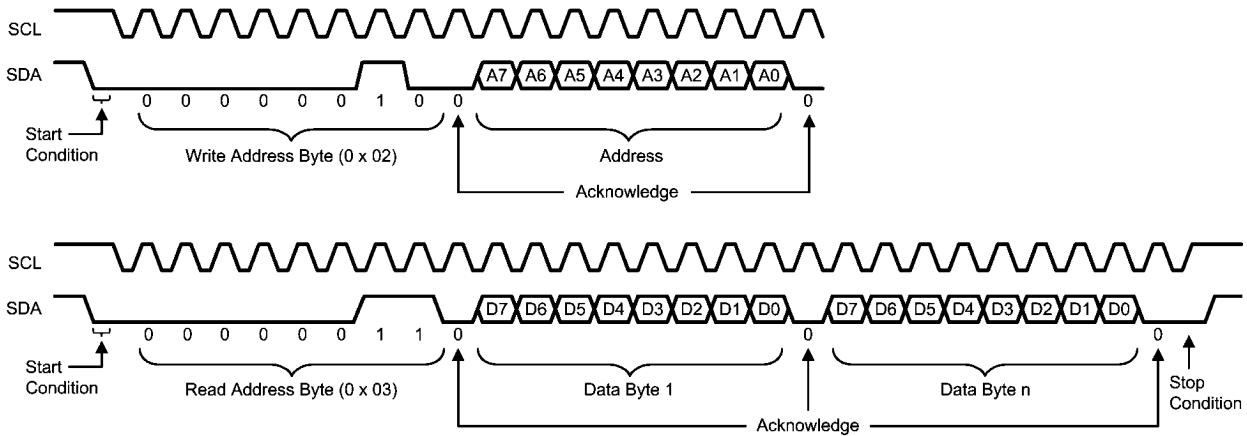 SCL
SDA
A7 A6 A5 A4 A3 A2 A1 A0
0 0 0 0 0 0 1 0 0 0
Start
Condition
Write Address Byte (0 x 02)
Address
Acknowledge
SCL
SDA
D7 D6 D5 D4 D3 D2 D1 D0 D7 D6 D5 D4 D3 D2 D1 D0
0 0 0 0 0 0 1 1 0 0 0
Start
Condition
Read Address Byte (0 x 03)
Data Byte 1
Data Byte n
Stop
Condition
Acknowledge